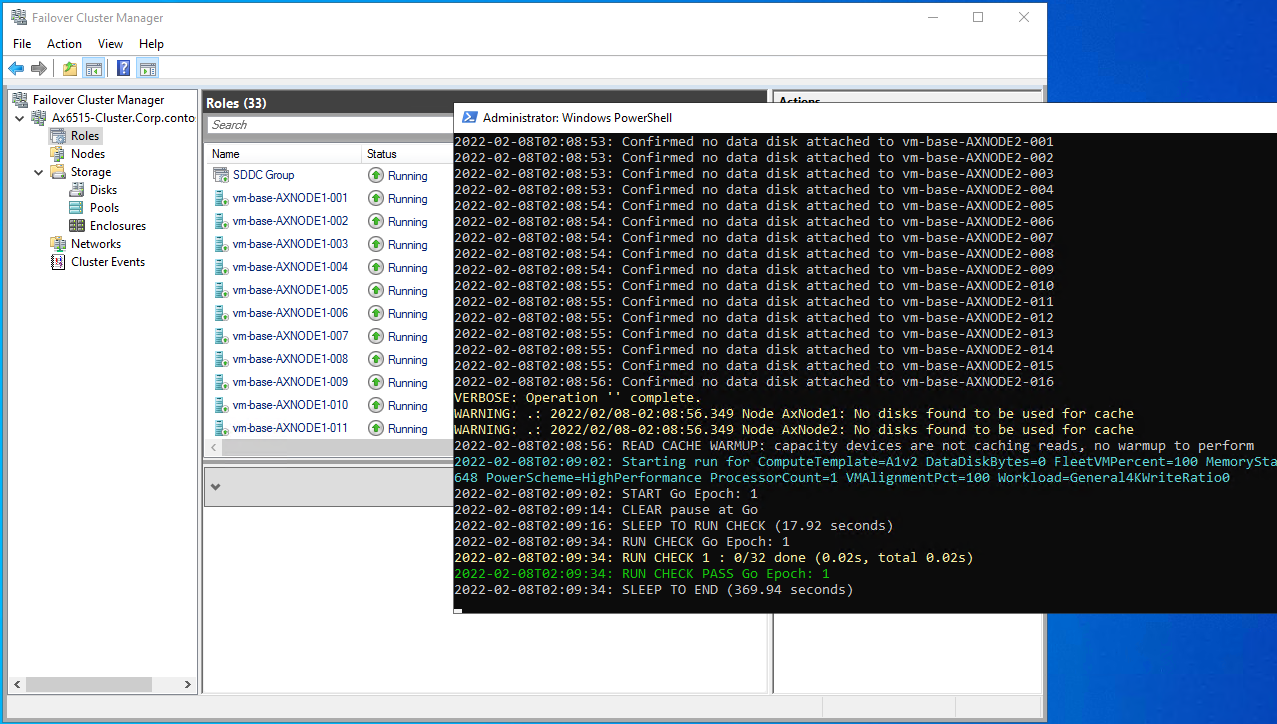 Failover Cluster Manager
File Action View Help
Failover Cluster Manager
Ax6515-Cluster.Corp.conto
Roles
Nodes
Storage
Disks
Pools
Enclosures
Networks
Cluster Events
Roles (33)
Search
Name Status
SDDC Group Running
vm-base-AXNODE1-001 Running
vm-base-AXNODE1-002 Running
vm-base-AXNODE1-003 Running
vm-base-AXNODE1-004 Running
vm-base-AXNODE1-005 Running
vm-base-AXNODE1-006 Running
vm-base-AXNODE1-007 Running
vm-base-AXNODE1-008 Running
vm-base-AXNODE1-009 Running
vm-base-AXNODE1-010 Running
vm-base-AXNODE1-011 Running
Actions
Administrator: Windows PowerShell
2022-02-08T02:08:53: Confirmed no data disk attached to vm-base-AXNODE2-001
2022-02-08T02:08:53: Confirmed no data disk attached to vm-base-AXNODE2-002
2022-02-08T02:08:53: Confirmed no data disk attached to vm-base-AXNODE2-003
2022-02-08T02:08:53: Confirmed no data disk attached to vm-base-AXNODE2-004
2022-02-08T02:08:54: Confirmed no data disk attached to vm-base-AXNODE2-005
2022-02-08T02:08:54: Confirmed no data disk attached to vm-base-AXNODE2-006
2022-02-08T02:08:54: Confirmed no data disk attached to vm-base-AXNODE2-007
2022-02-08T02:08:54: Confirmed no data disk attached to vm-base-AXNODE2-008
2022-02-08T02:08:54: Confirmed no data disk attached to vm-base-AXNODE2-009
2022-02-08T02:08:55: Confirmed no data disk attached to vm-base-AXNODE2-010
2022-02-08T02:08:55: Confirmed no data disk attached to vm-base-AXNODE2-011
2022-02-08T02:08:55: Confirmed no data disk attached to vm-base-AXNODE2-012
2022-02-08T02:08:55: Confirmed no data disk attached to vm-base-AXNODE2-013
2022-02-08T02:08:55: Confirmed no data disk attached to vm-base-AXNODE2-014
2022-02-08T02:08:55: Confirmed no data disk attached to vm-base-AXNODE2-015
2022-02-08T02:08:56: Confirmed no data disk attached to vm-base-AXNODE2-016
VERBOSE: Operation '' complete.
WARNING: .: 2022/02/08-02:08:56.349 Node AxNode1: No disks found to be used for cache
WARNING: .: 2022/02/08-02:08:56.349 Node AxNode2: No disks found to be used for cache
2022-02-08T02:08:56: READ CACHE WARMUP: capacity devices are not caching reads, no warmup to perform
2022-02-08T02:09:02: Starting run for ComputeTemplate=A1v2 DataDiskBytes=0 FleetVMPercent=100 MemorySta
648 PowerScheme=HighPerformance ProcessorCount=1 VMAlignmentPct=100 Workload=General4KWriteRatio0
2022-02-08T02:09:02: START Go Epoch: 1
2022-02-08T02:09:14: CLEAR pause at Go
2022-02-08T02:09:16: SLEEP TO RUN CHECK (17.92 seconds)
2022-02-08T02:09:34: RUN CHECK Go Epoch: 1
2022-02-08T02:09:34: RUN CHECK 1 : 0/32 done (0.02s, total 0.02s)
2022-02-08T02:09:34: RUN CHECK PASS Go Epoch: 1
2022-02-08T02:09:34: SLEEP TO END (369.94 seconds)